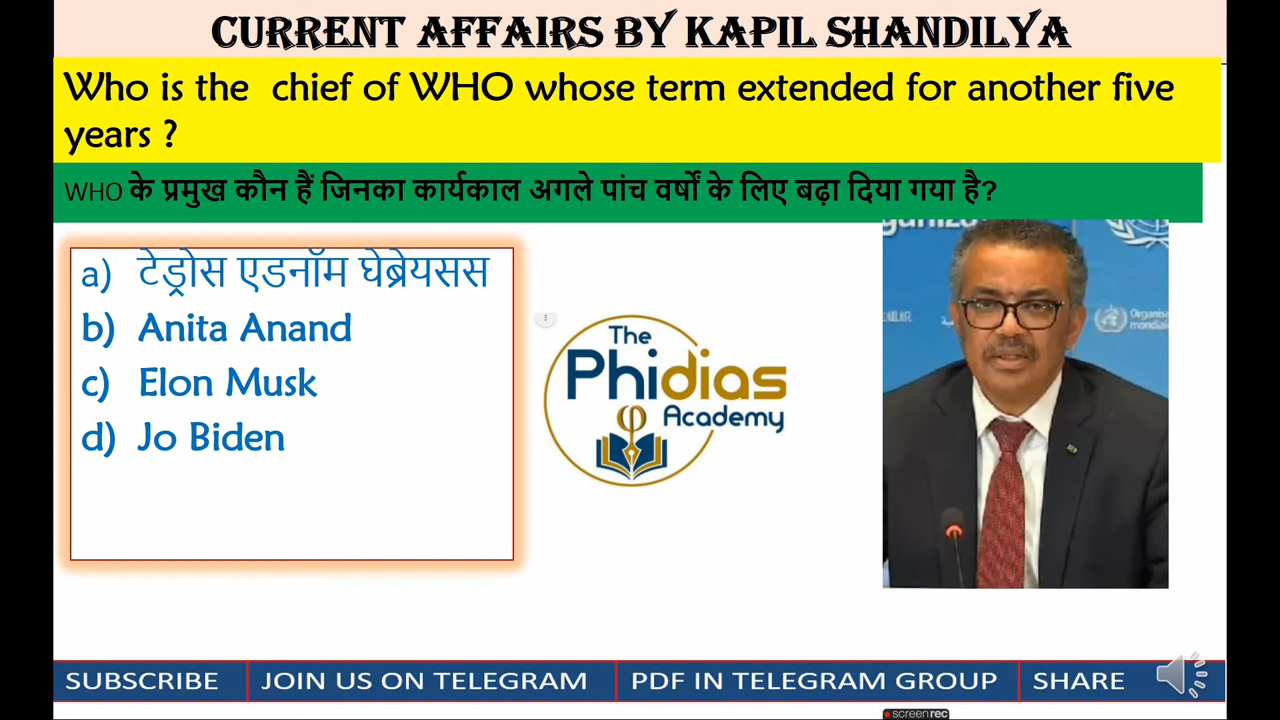 CURRENT AFFAIRS BY KAPIL SHANDILYA
Who is the chief of WHO whose term extended for another five
years ?
WHO के प्रमुख कौन हैं जिनका कार्यकाल अगले पांच वर्षों के लिए बढ़ा दिया गया है?
a) टेड्रोस एडनॉम घेब्रेयसस
b) Anita Anand
c) Elon Musk
d) Jo Biden
The
Phidias
Academy
Organis
mondiale
SUBSCRIBE
JOIN US ON TELEGRAM
PDF IN TELEGRAM GROUP
SHARE
screenrec